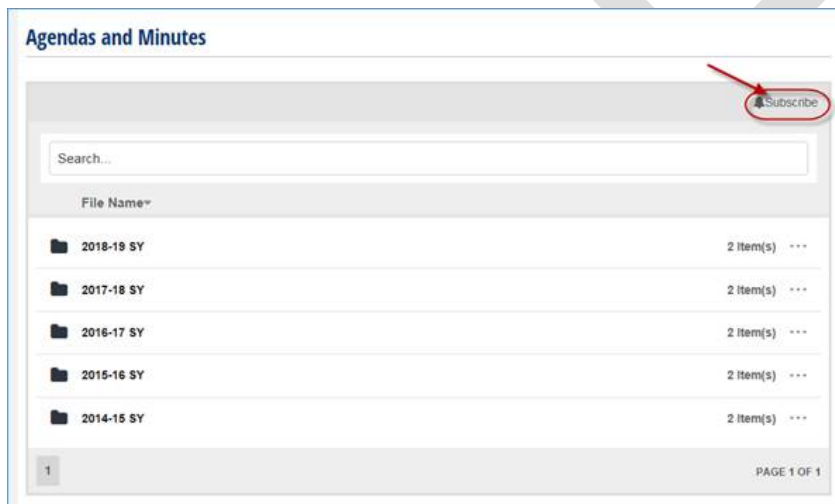 Agendas and Minutes
Subscribe
Search...
File Name
2018-19 SY 2 Item(s) ...
2017-18 SY 2 Item(s) ...
2016-17 SY 2 Item(s) ...
2015-16 SY 2 Item(s) ...
2014-15 SY 2 Item(s) ...
1 PAGE 1 OF 1